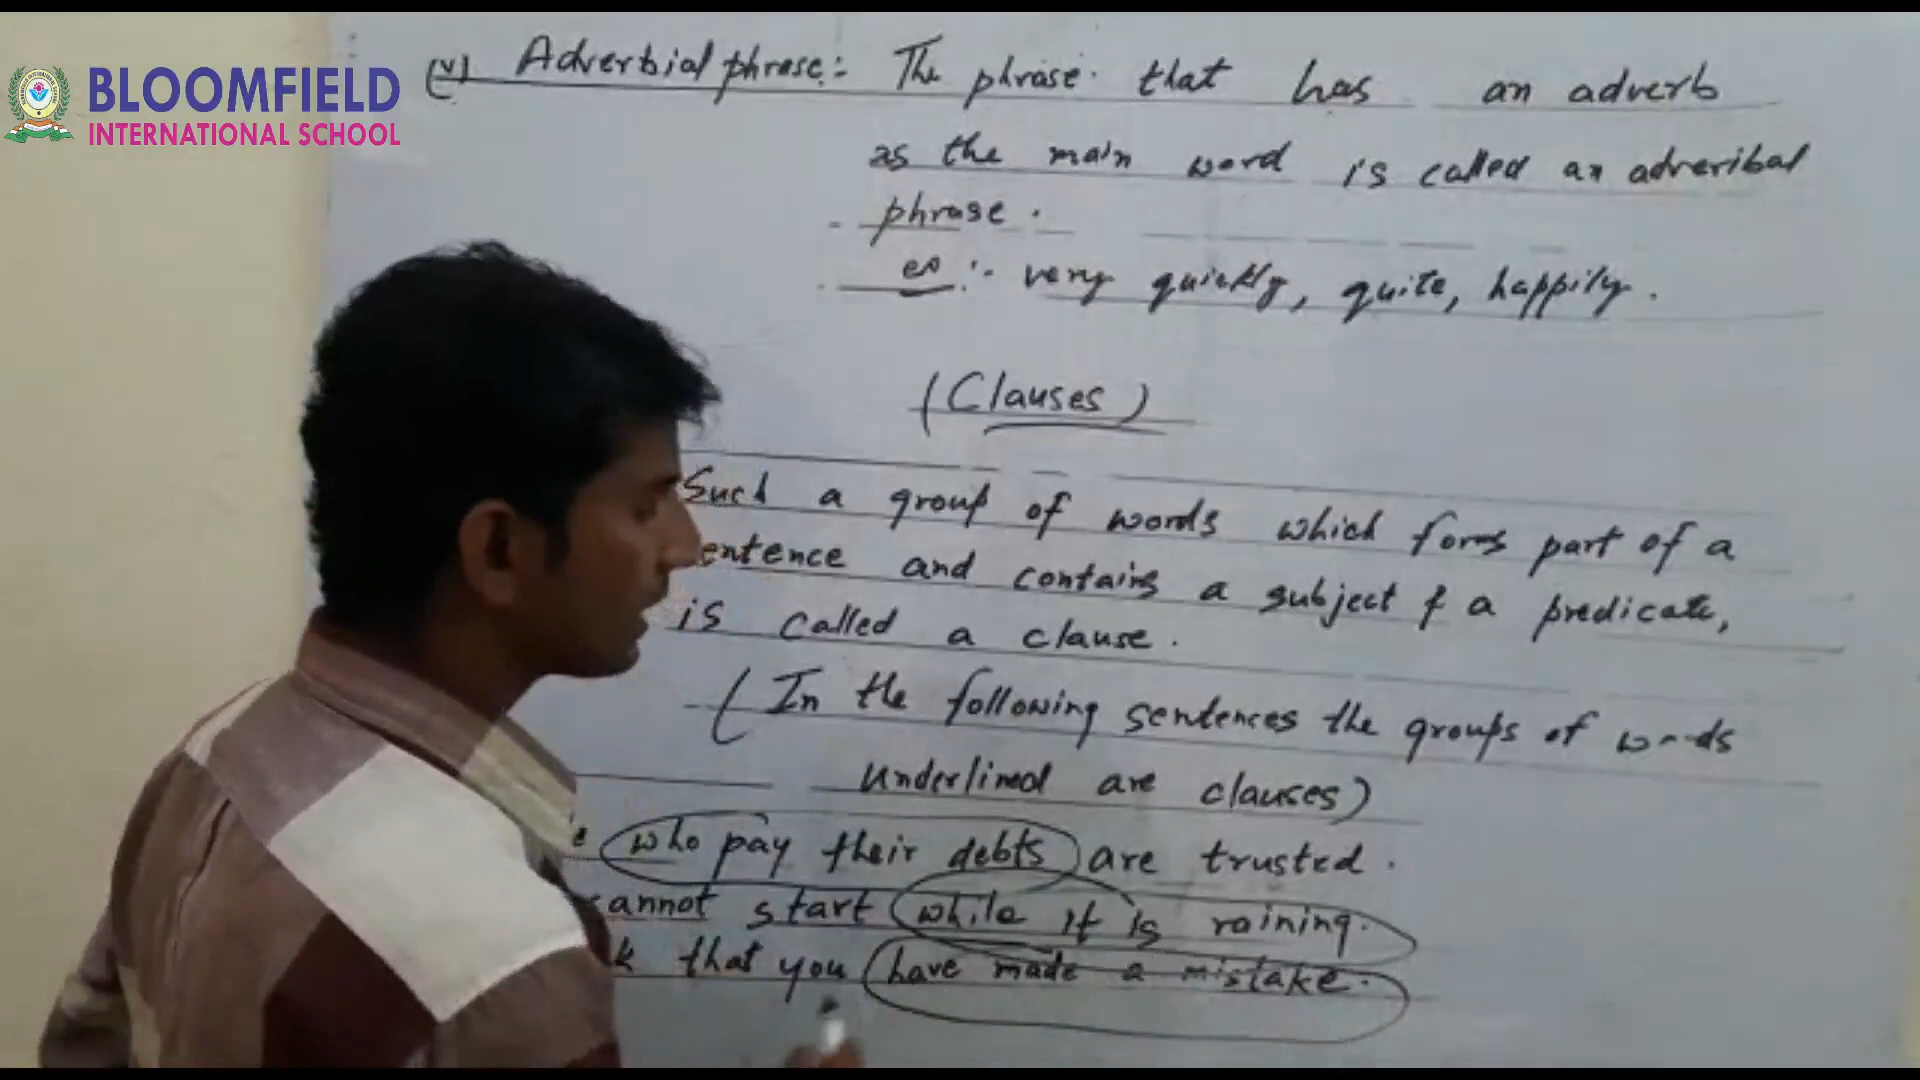 BLOOMFIELD
INTERNATIONAL SCHOOL
(v) Adverbial phrase:- The phrase that has an adverb
as the main word is called an adveribal
phrase.
very quickly, quite, happily.
(Clauses)
Such a group of words which forms part of a
entence and contains a subject & a predicate,
is called a clause.
(In the following sentences the groups of words
underlined are clauses)
who pay their debts are trusted.
cannot start while it is raining.
k that you have made a mistake.